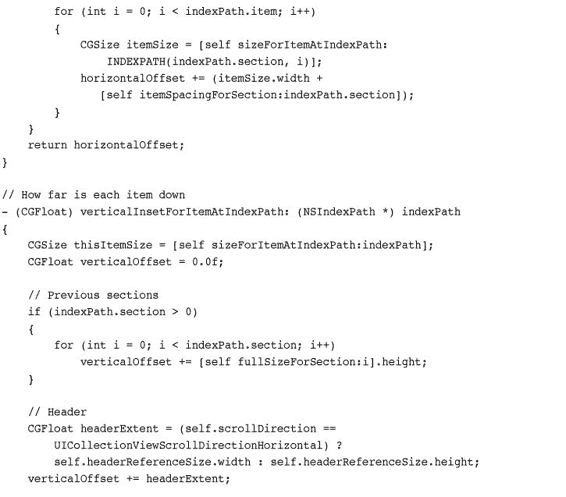 for (int i = 0; i < indexPath.item; i++)
{
CGSize itemSize = [self sizeForItemAtIndexPath:
INDEXPATH(indexPath.section, i)];
horizontalOffset += (itemSize.width +
[self itemSpacingForSection:indexPath.section]);
}
}
return horizontalOffset;
}
// How far is each item down
- (CGFloat) verticalInsetForItemAtIndexPath: (NSIndexPath *) indexPath
{
CGSize thisItemSize = [self sizeForItemAtIndexPath:indexPath];
CGFloat verticalOffset = 0.0f;
// Previous sections
if (indexPath.section > 0)
{
for (int i = 0; i < indexPath.section; i++)
verticalOffset += [self fullSizeForSection:i].height;
}
// Header
CGFloat headerExtent = (self.scrollDirection ==
UICollectionViewScrollDirectionHorizontal) ?
self.headerReferenceSize.width : self.headerReferenceSize.height;
verticalOffset += headerExtent;